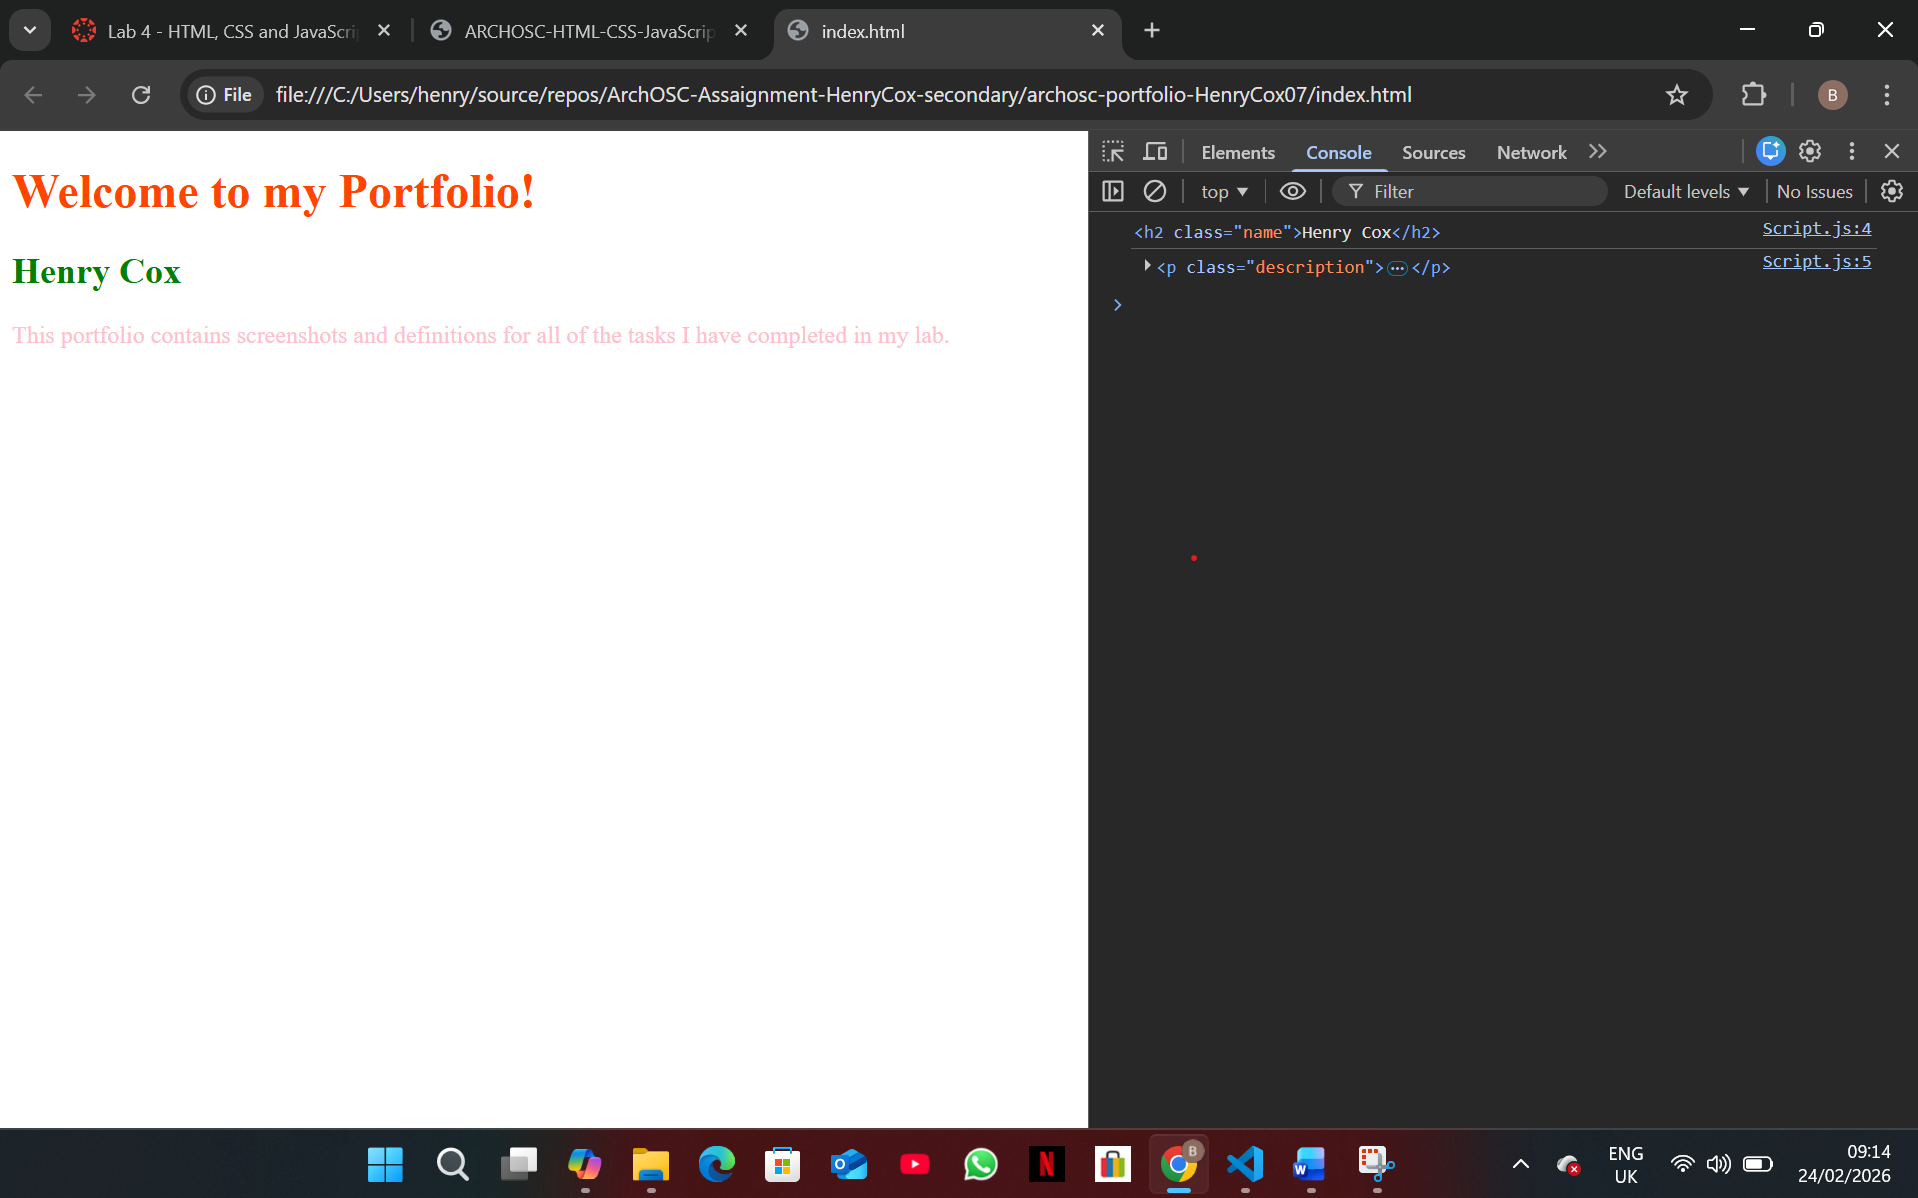 Lab 4 - HTML, CSS and JavaScri
ARCHOSC-HTML-CSS-JavaScrip
index.html
File
file:///C:/Users/henry/source/repos/ArchOSC-Assaignment-HenryCox-secondary/archosc-portfolio-HenryCox07/index.html
B
Welcome to my Portfolio!
Henry Cox
This portfolio contains screenshots and definitions for all of the tasks I have completed in my lab.
Elements
Console
Sources
Network
top
Filter
Default levels
No Issues
<h2 class="name">Henry Cox</h2>
Script.js:4
<p class="description">…</p>
Script.js:5
ENG
UK
09:14
24/02/2026